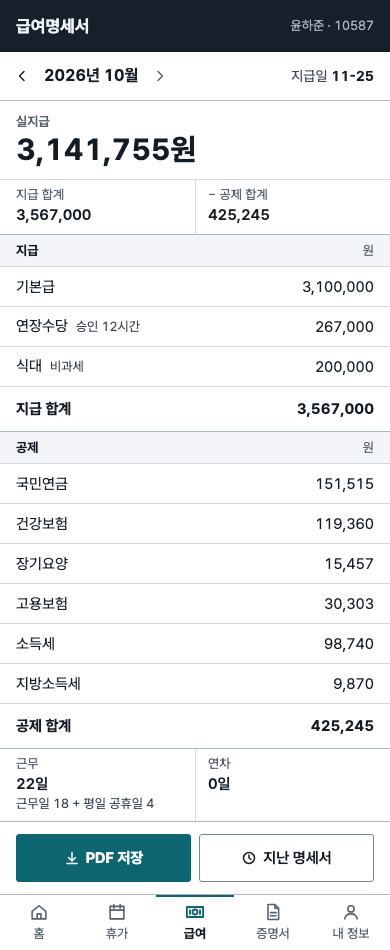 급여명세서
윤하준 · 10587
2026년 10월
지급일 11-25
실지급
3,141,755원
지급 합계
3,567,000
− 공제 합계
425,245
지급 원
기본급 3,100,000
연장수당 승인 12시간 267,000
식대 비과세 200,000
지급 합계 3,567,000
공제 원
국민연금 151,515
건강보험 119,360
장기요양 15,457
고용보험 30,303
소득세 98,740
지방소득세 9,870
공제 합계 425,245
근무
22일
근무일 18 + 평일 공휴일 4
연차
0일
PDF 저장
지난 명세서
홈
휴가
급여
증명서
내 정보